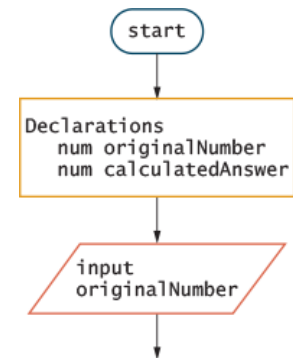 start
Declarations
num originalNumber
num calculatedAnswer
input
originalNumber